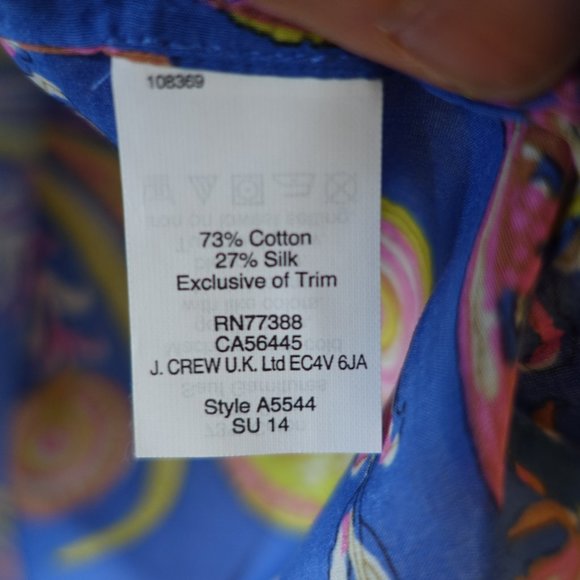 108369
73% Cotton
27% Silk
Exclusive of Trim
RN77388
CA56445
J. CREW U.K. Ltd EC4V 6JA
Style A5544
SU 14